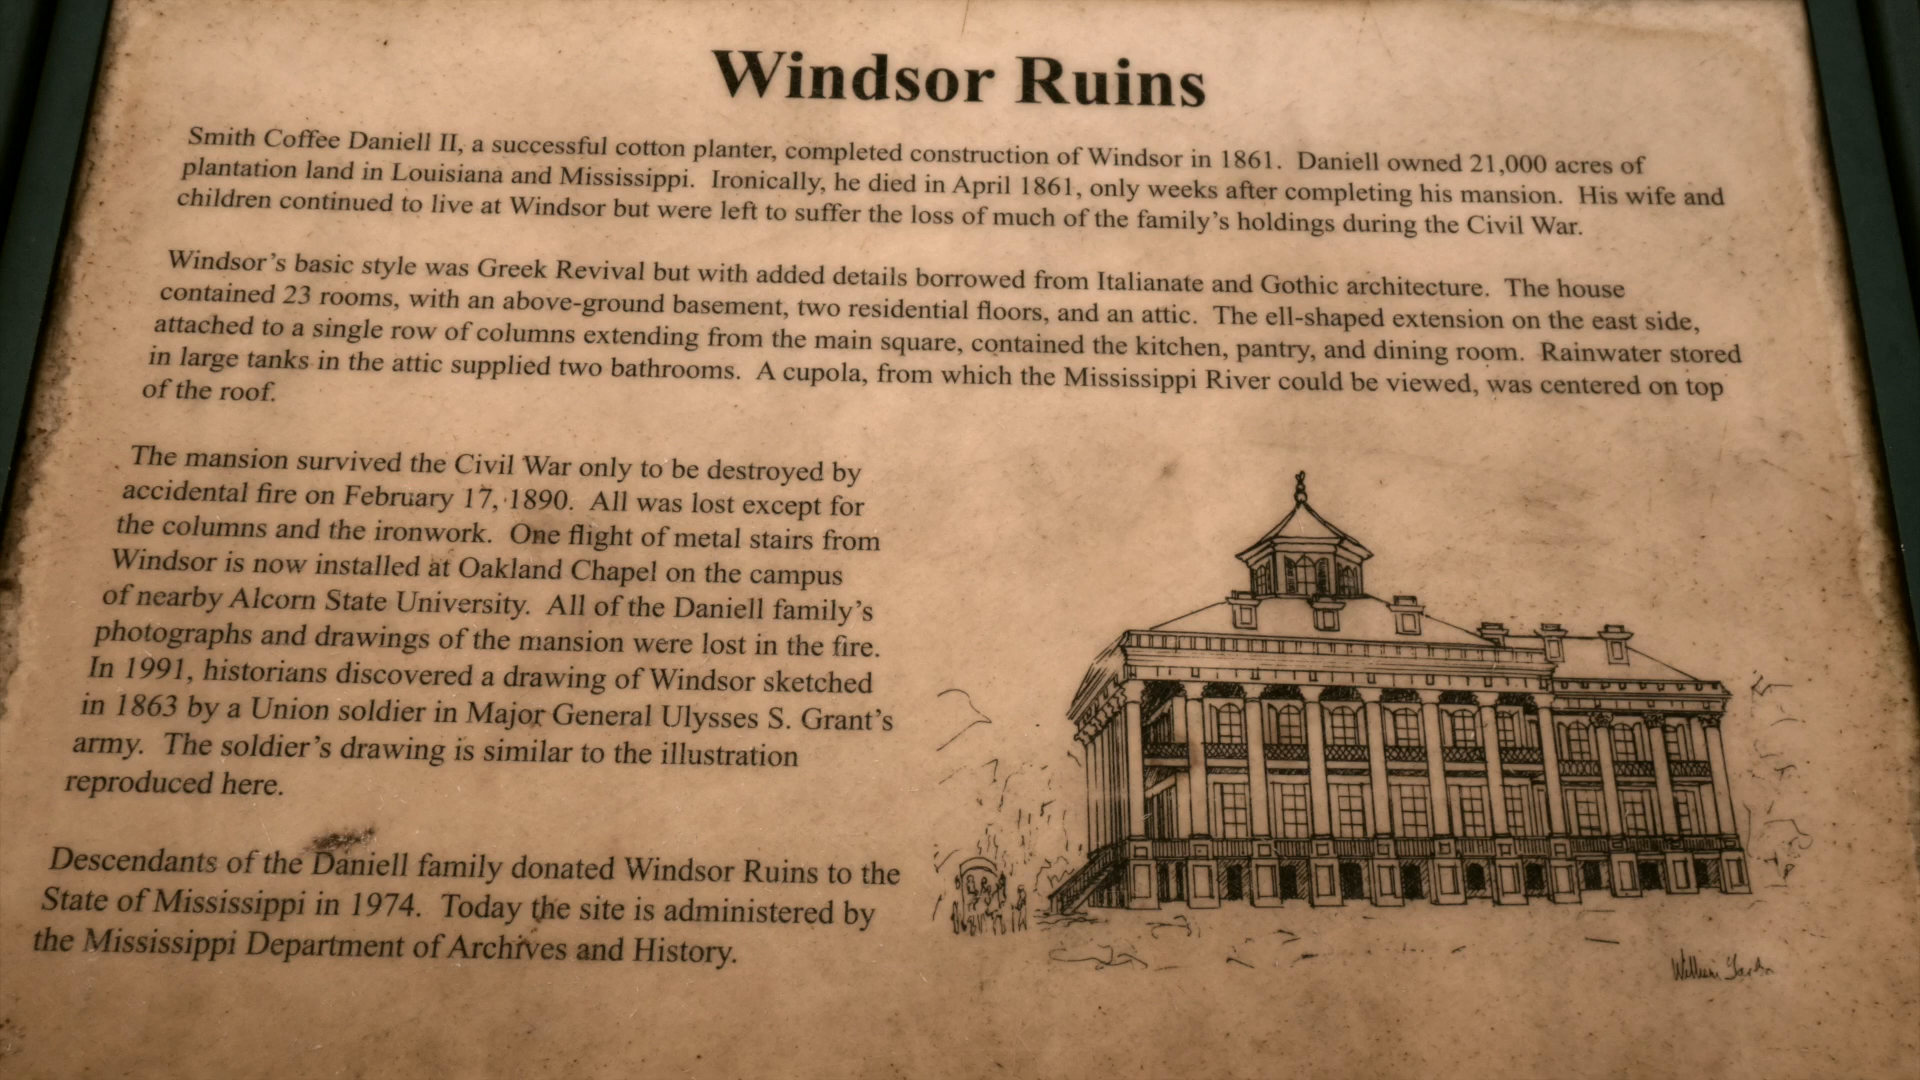 Windsor Ruins
Smith Coffee Daniell II, a successful cotton planter, completed construction of Windsor in 1861. Daniell owned 21,000 acres of
plantation land in Louisiana and Mississippi. Ironically, he died in April 1861, only weeks after completing his mansion. His wife and
children continued to live at Windsor but were left to suffer the loss of much of the family's holdings during the Civil War.
Windsor's basic style was Greek Revival but with added details borrowed from Italianate and Gothic architecture. The house
contained 23 rooms, with an above-ground basement, two residential floors, and an attic. The ell-shaped extension on the east side,
attached to a single row of columns extending from the main square, contained the kitchen, pantry, and dining room. Rainwater stored
in large tanks in the attic supplied two bathrooms. A cupola, from which the Mississippi River could be viewed, was centered on top
of the roof.
The mansion survived the Civil War only to be destroyed by
accidental fire on February 17, 1890. All was lost except for
the columns and the ironwork. One flight of metal stairs from
Windsor is now installed at Oakland Chapel on the campus
of nearby Alcorn State University. All of the Daniell family's
photographs and drawings of the mansion were lost in the fire.
In 1991, historians discovered a drawing of Windsor sketched
in 1863 by a Union soldier in Major General Ulysses S. Grant's
army. The soldier's drawing is similar to the illustration
reproduced here.
Descendants of the Daniell family donated Windsor Ruins to the
State of Mississippi in 1974. Today the site is administered by
the Mississippi Department of Archives and History.
William